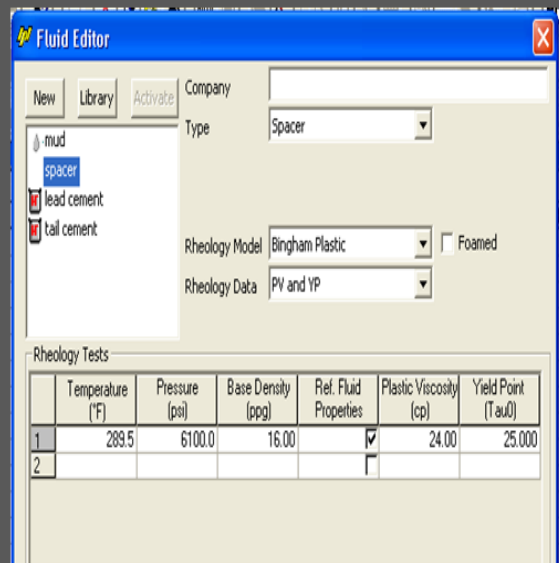 Fluid Editor
New Library Activate Company
Type Spacer
mud
spacer
lead cement
tail cement
Rheology Model Bingham Plastic Foamed
Rheology Data PV and YP
Rheology Tests
Temperature (°F) Pressure (psi) Base Density (ppg) Ref. Fluid Properties Plastic Viscosity (cp) Yield Point (Tau0)
1 289.5 6100.0 16.00 24.00 25.000
2